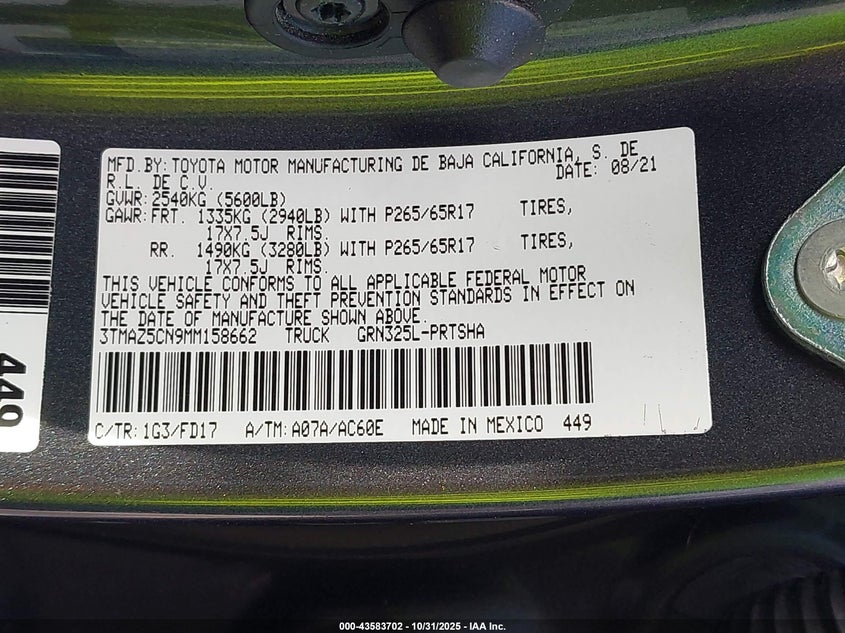 MFD.BY:TOYOTA MOTOR MANUFACTURING DE BAJA CALIFORNIA, S. DE
R.L. DE C.V. DATE: 08/21
GVWR:2540KG (5600LB)
GAWR:FRT. 1335KG (2940LB) WITH P265/65R17 TIRES,
17X7.5J RIMS.
RR. 1490KG (3280LB) WITH P265/65R17 TIRES,
17X7.5J RIMS.
THIS VEHICLE CONFORMS TO ALL APPLICABLE FEDERAL MOTOR
VEHICLE SAFETY AND THEFT PREVENTION STANDARDS IN EFFECT ON
THE DATE OF MANUFACTURE SHOWN ABOVE.
3TMAZ5CN9MM158662 TRUCK GRN325L-PRTSHA
C/TR:1G3/FD17 A/TM:A07A/AC60E MADE IN MEXICO 449
449
000-43583702 - 10/31/2025 - IAA Inc.